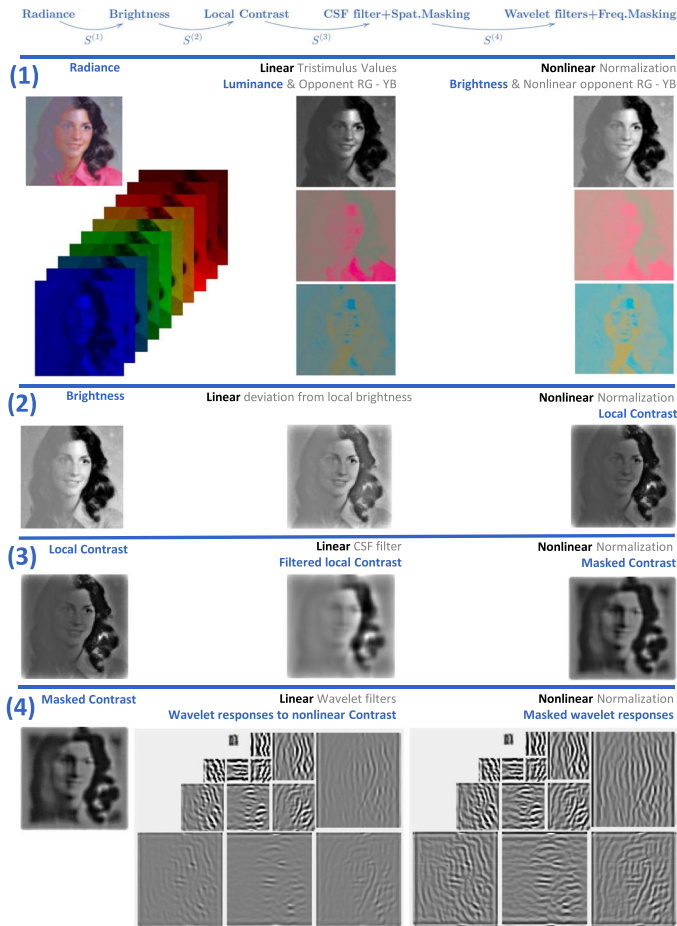 Radiance Brightness Local Contrast CSF filter+Spat.Masking Wavelet filters+Freq.Masking
S(1) S(2) S(3) S(4)
(1) Radiance Linear Tristimulus Values Nonlinear Normalization
Luminance & Opponent RG - YB Brightness & Nonlinear opponent RG - YB
(2) Brightness Linear deviation from local brightness Nonlinear Normalization
Local Contrast
(3) Local Contrast Linear CSF filter Nonlinear Normalization
Filtered local Contrast Masked Contrast
(4) Masked Contrast Linear Wavelet filters Nonlinear Normalization
Wavelet responses to nonlinear Contrast Masked wavelet responses